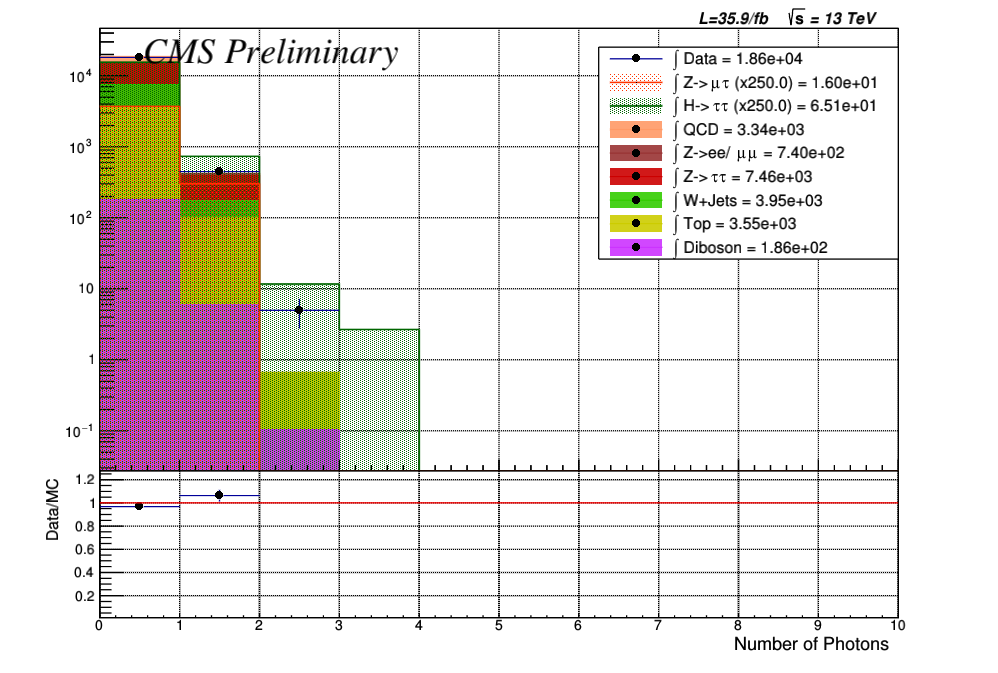 L=35.9/fb √s = 13 TeV
CMS Preliminary
∫ Data = 1.86e+04
∫ Z-> μτ (x250.0) = 1.60e+01
∫ H-> ττ (x250.0) = 6.51e+01
∫ QCD = 3.34e+03
∫ Z->ee/ μμ = 7.40e+02
∫ Z-> ττ = 7.46e+03
∫ W+Jets = 3.95e+03
∫ Top = 3.55e+03
∫ Diboson = 1.86e+02
10⁴
10³
10²
10
1
10⁻¹
Data/MC
1.2
1
0.8
0.6
0.4
0.2
0 1 2 3 4 5 6 7 8 9 10
Number of Photons